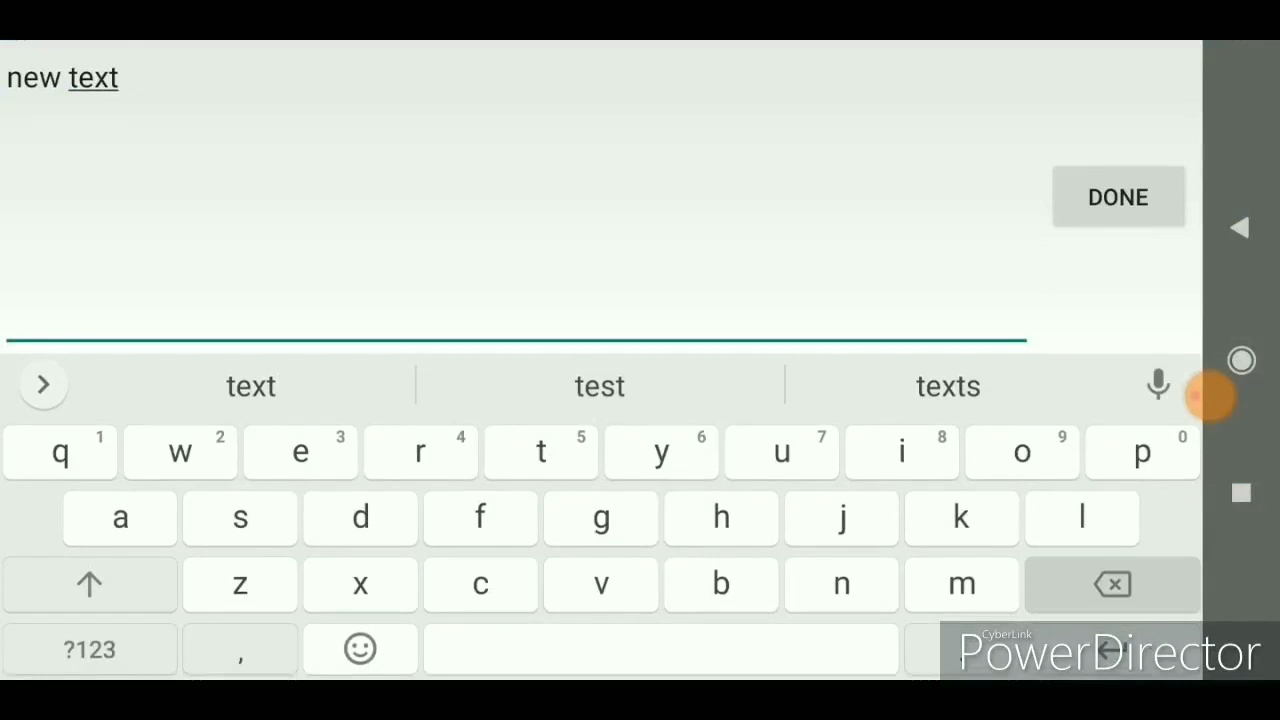 new text
DONE
text test texts
q 1 w 2 e 3 r 4 t 5 y 6 u 7 i 8 o 9 p 0
a s d f g h j k l
z x c v b n m
?123 ,
CyberLink
PowerDirector